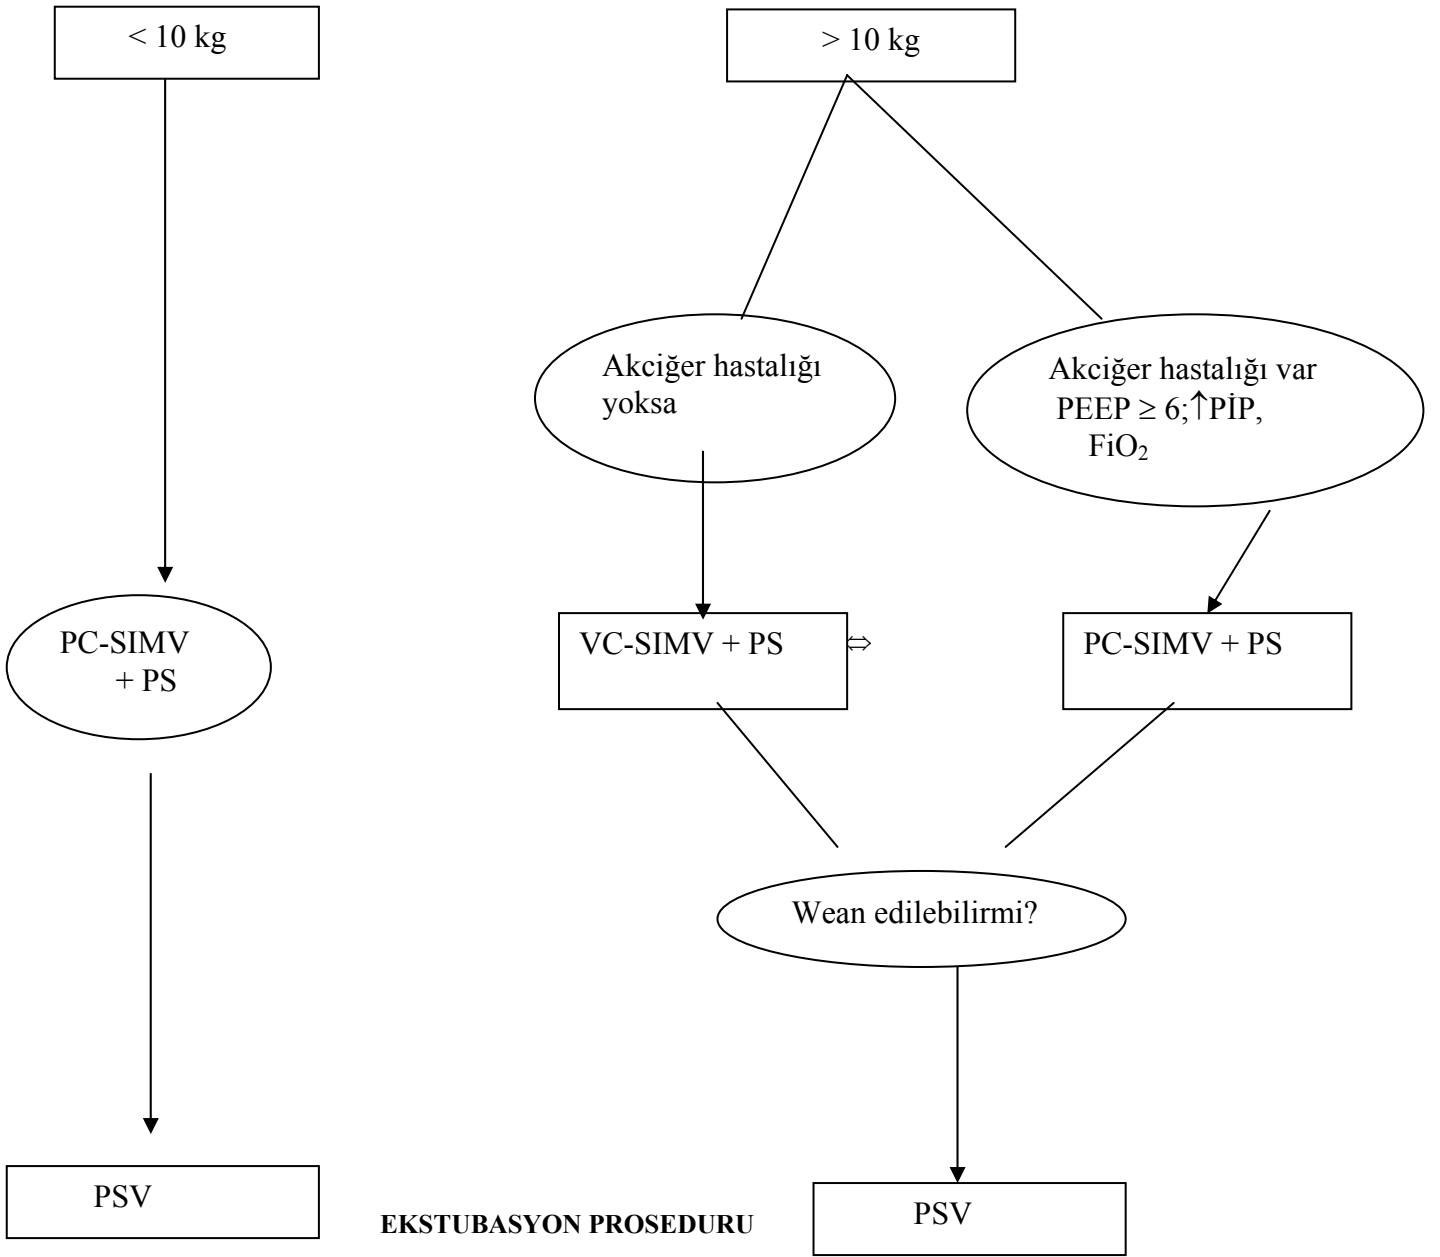 < 10 kg
> 10 kg
Akciğer hastalığı
yoksa
Akciğer hastalığı var
PEEP ≥ 6;↑PİP,
FiO₂
PC-SIMV
+ PS
VC-SIMV + PS
⇔
PC-SIMV + PS
Wean edilebilirmi?
PSV
EKSTUBASYON PROSEDURU
PSV